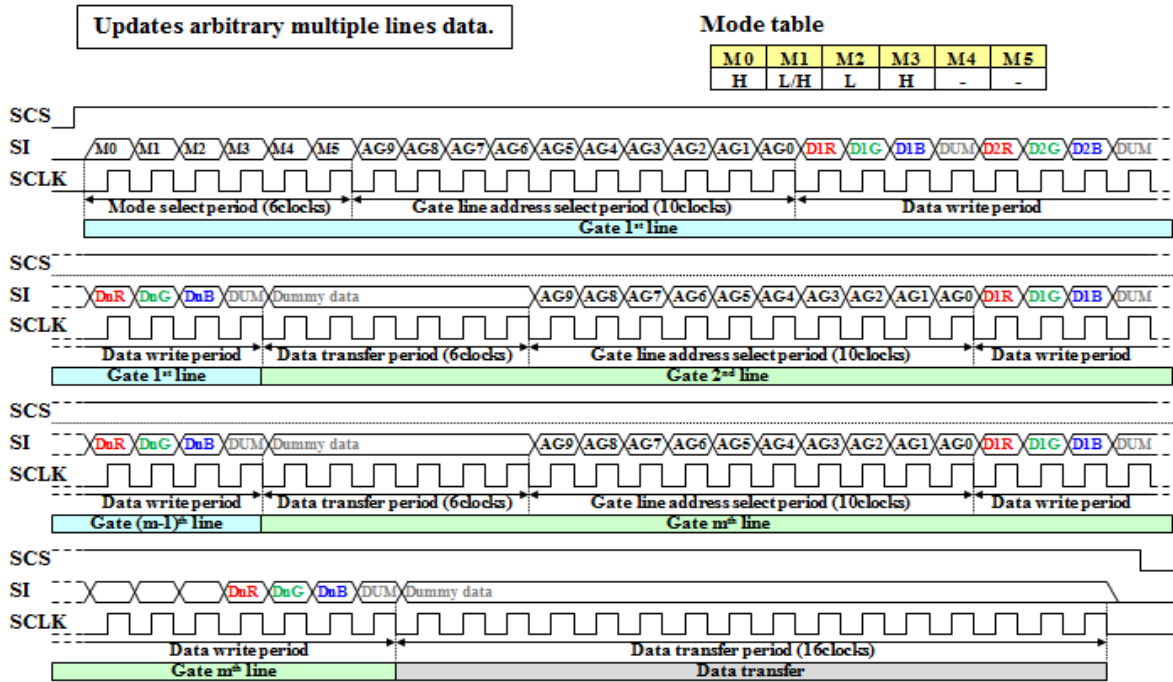 Updates arbitrary multiple lines data.
Mode table
M0 M1 M2 M3 M4 M5
H L/H L H - -
SCS
SI M0 M1 M2 M3 M4 M5 AG9 AG8 AG7 AG6 AG5 AG4 AG3 AG2 AG1 AG0 D1R D1G D1B DUM D2R D2G D2B DUM
SCLK
Mode select period (6clocks) Gate line address select period (10clocks) Data write period
Gate 1st line
SCS
SI DnR DnG DnB DUM Dummy data AG9 AG8 AG7 AG6 AG5 AG4 AG3 AG2 AG1 AG0 D1R D1G D1B DUM
SCLK
Data write period Data transfer period (6clocks) Gate line address select period (10clocks) Data write period
Gate 1st line Gate 2nd line
SCS
SI DnR DnG DnB DUM Dummy data AG9 AG8 AG7 AG6 AG5 AG4 AG3 AG2 AG1 AG0 D1R D1G D1B DUM
SCLK
Data write period Data transfer period (6clocks) Gate line address select period (10clocks) Data write period
Gate (m-1)th line Gate mth line
SCS
SI DnR DnG DnB DUM Dummy data
SCLK
Data write period Data transfer period (16clocks)
Gate mth line Data transfer